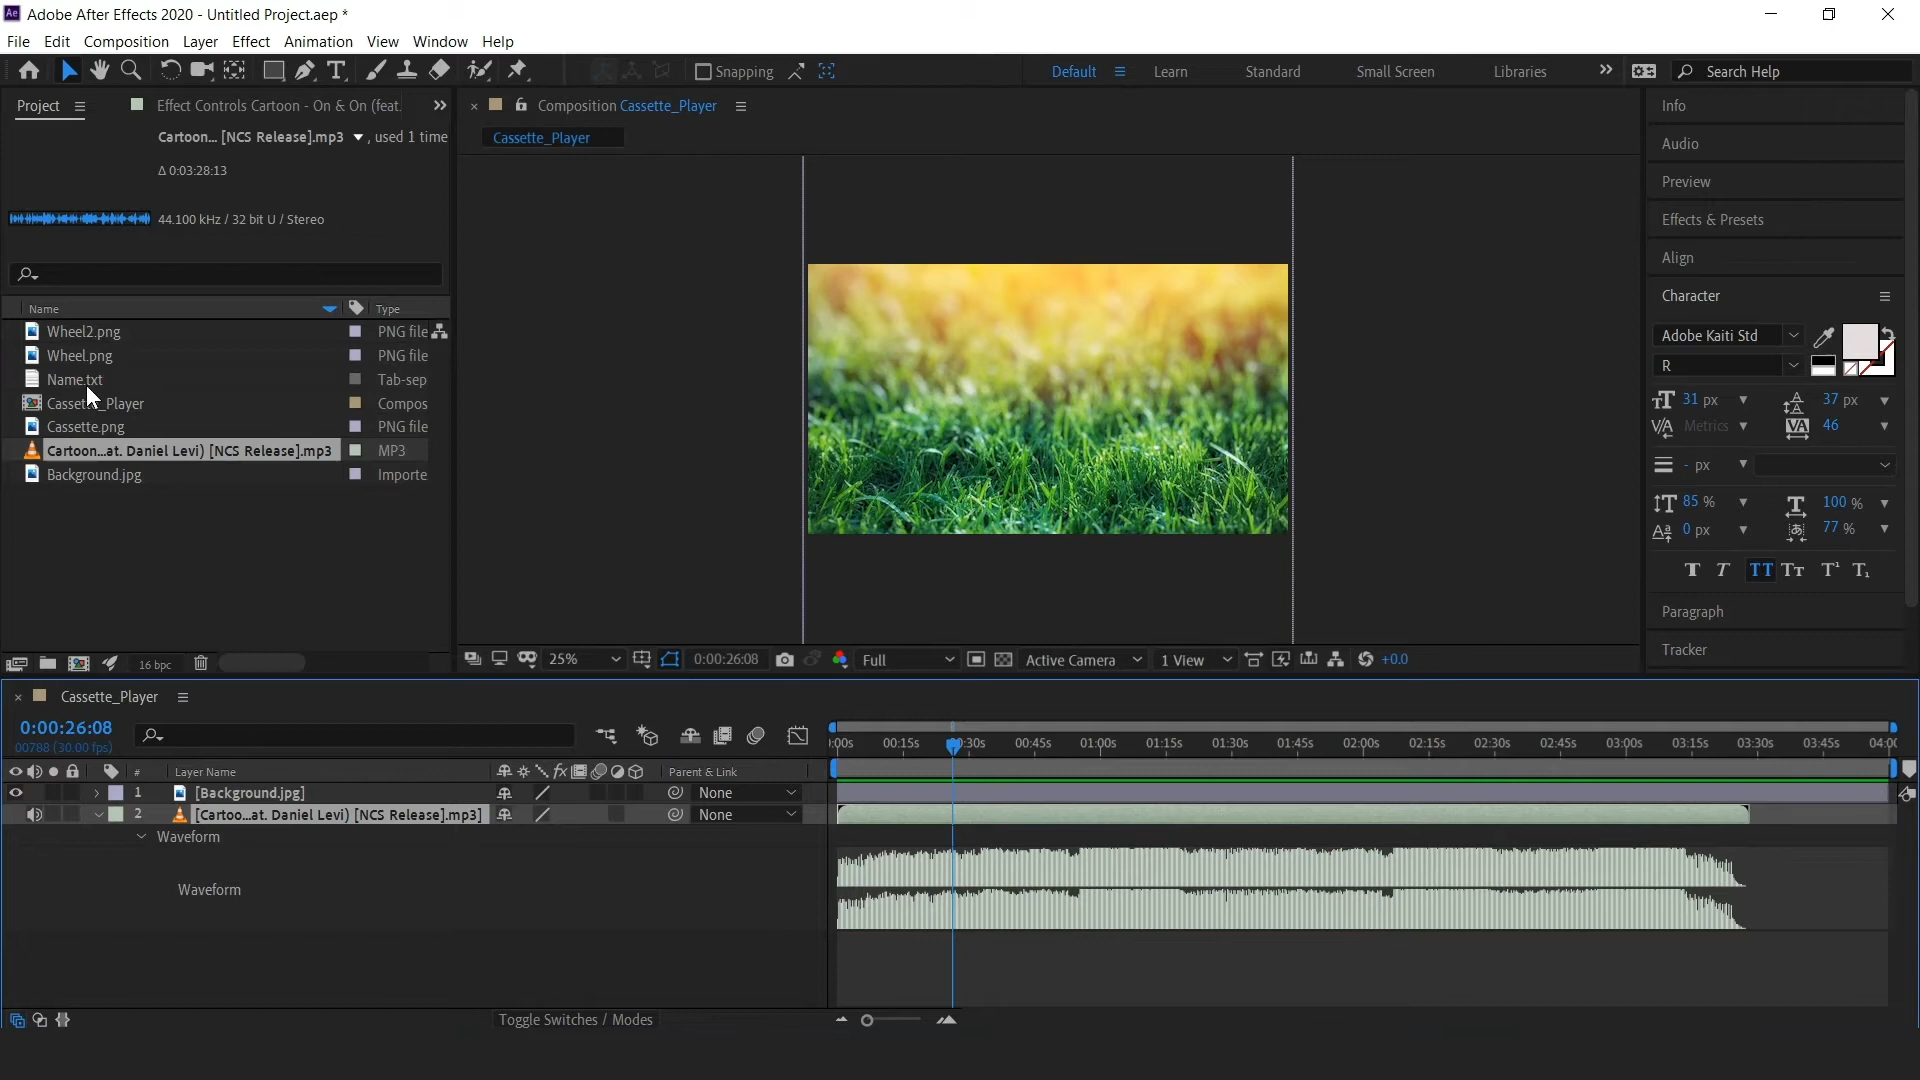 Ae Adobe After Effects 2020 - Untitled Project.aep *
File Edit Composition Layer Effect Animation View Window Help
Snapping
Default Learn Standard Small Screen Libraries Search Help
Project Effect Controls Cartoon - On & On (feat.
Cartoon... [NCS Release].mp3 , used 1 time
Δ 0:03:28:13
44.100 kHz / 32 bit U / Stereo
Name Type
Wheel2.png PNG file
Wheel.png PNG file
Name.txt Tab-sep
Cassette_Player Compos
Cassette.png PNG file
Cartoon...at. Daniel Levi) [NCS Release].mp3 MP3
Background.jpg Importe
16 bpc
Composition Cassette_Player
Cassette_Player
25% 0:00:26:08 Full Active Camera 1 View +0.0
Info
Audio
Preview
Effects & Presets
Align
Character
Adobe Kaiti Std
R
31 px 37 px
Metrics 46
- px
85 % 100 %
0 px 77 %
Paragraph
Tracker
Cassette_Player
0:00:26:08
00788 (30.00 fps)
:00s 00:15s 0:30s 00:45s 01:00s 01:15s 01:30s 01:45s 02:00s 02:15s 02:30s 02:45s 03:00s 03:15s 03:30s 03:45s 04:00
# Layer Name fx Parent & Link
1 [Background.jpg] None
2 [Cartoo...at. Daniel Levi) [NCS Release].mp3] None
Waveform
Waveform
Toggle Switches / Modes